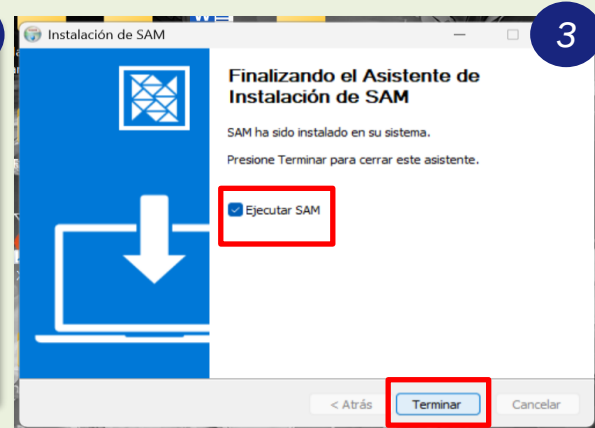 Instalación de SAM
3
Finalizando el Asistente de
Instalación de SAM
SAM ha sido instalado en su sistema.
Presione Terminar para cerrar este asistente.
Ejecutar SAM
< Atrás
Terminar
Cancelar